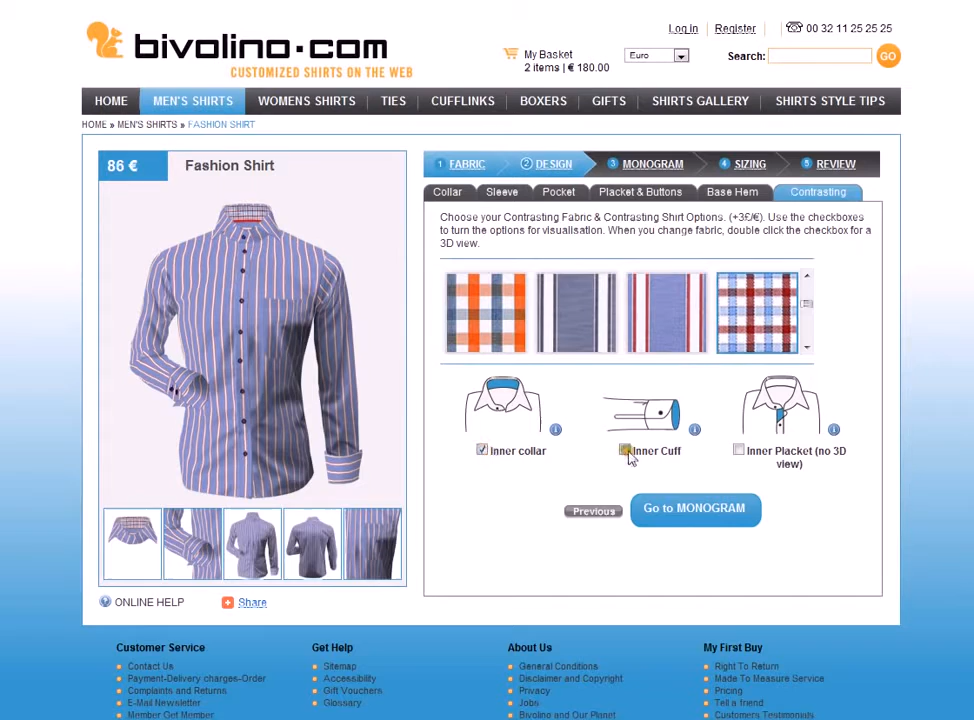 bivolino.com
CUSTOMIZED SHIRTS ON THE WEB
Log in Register 00 32 11 25 25 25
My Basket
2 items | € 180.00
Euro
Search: GO
HOME MEN'S SHIRTS WOMENS SHIRTS TIES CUFFLINKS BOXERS GIFTS SHIRTS GALLERY SHIRTS STYLE TIPS
HOME » MEN'S SHIRTS » FASHION SHIRT
86 € Fashion Shirt
1 FABRIC 2 DESIGN 3 MONOGRAM 4 SIZING 5 REVIEW
Collar Sleeve Pocket Placket & Buttons Base Hem Contrasting
Choose your Contrasting Fabric & Contrasting Shirt Options. (+3£/€). Use the checkboxes
to turn the options for visualisation. When you change fabric, double click the checkbox for a
3D view.
Inner collar Inner Cuff Inner Placket (no 3D
view)
Previous Go to MONOGRAM
ONLINE HELP Share
Customer Service Get Help About Us My First Buy
Contact Us Sitemap General Conditions Right To Return
Payment-Delivery charges-Order Accessibility Disclaimer and Copyright Made To Measure Service
Complaints and Returns Gift Vouchers Privacy Pricing
E-Mail Newsletter Glossary Jobs Tell a friend
Member Get Member Bivolino and Our Planet Customers Testimonials